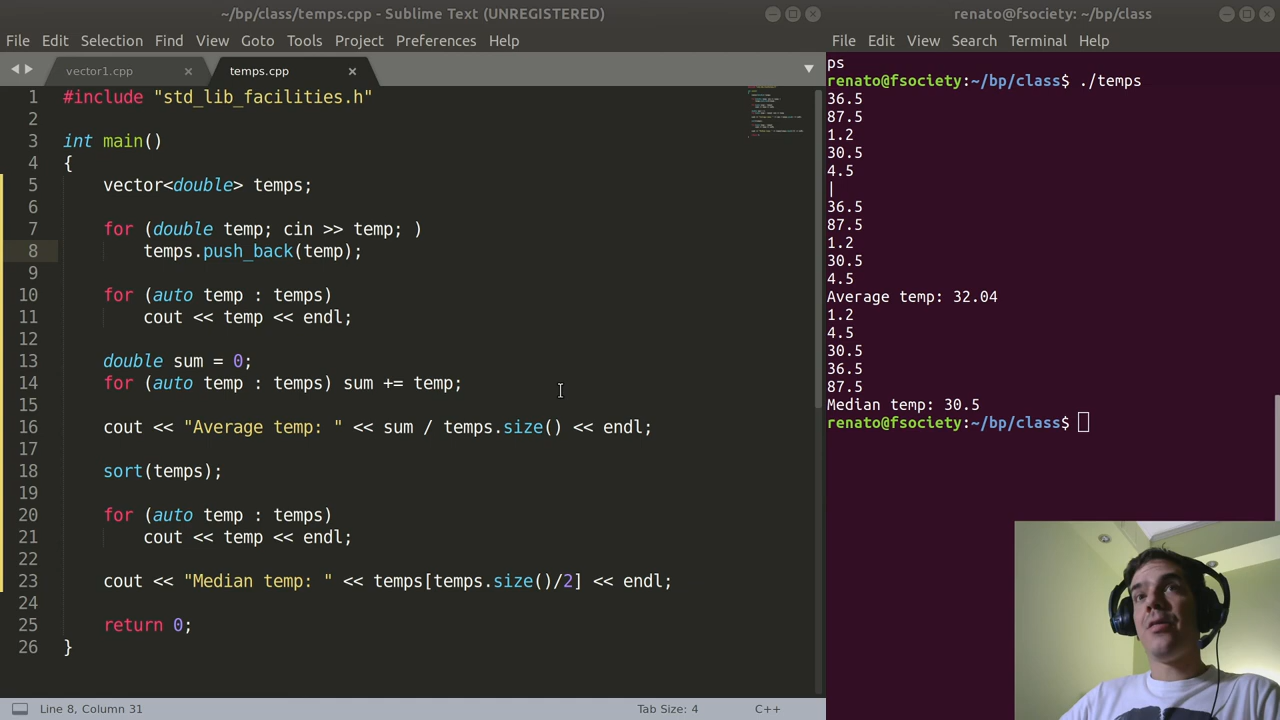 ~/bp/class/temps.cpp - Sublime Text (UNREGISTERED)
File Edit Selection Find View Goto Tools Project Preferences Help
vector1.cpp temps.cpp
1 #include "std_lib_facilities.h"
2
3 int main()
4 {
5 vector<double> temps;
6
7 for (double temp; cin >> temp; )
8 temps.push_back(temp);
9
10 for (auto temp : temps)
11 cout << temp << endl;
12
13 double sum = 0;
14 for (auto temp : temps) sum += temp;
15
16 cout << "Average temp: " << sum / temps.size() << endl;
17
18 sort(temps);
19
20 for (auto temp : temps)
21 cout << temp << endl;
22
23 cout << "Median temp: " << temps[temps.size()/2] << endl;
24
25 return 0;
26 }
Line 8, Column 31 Tab Size: 4 C++
renato@fsociety: ~/bp/class
File Edit View Search Terminal Help
ps
renato@fsociety:~/bp/class$ ./temps
36.5
87.5
1.2
30.5
4.5
|
36.5
87.5
1.2
30.5
4.5
Average temp: 32.04
1.2
4.5
30.5
36.5
87.5
Median temp: 30.5
renato@fsociety:~/bp/class$